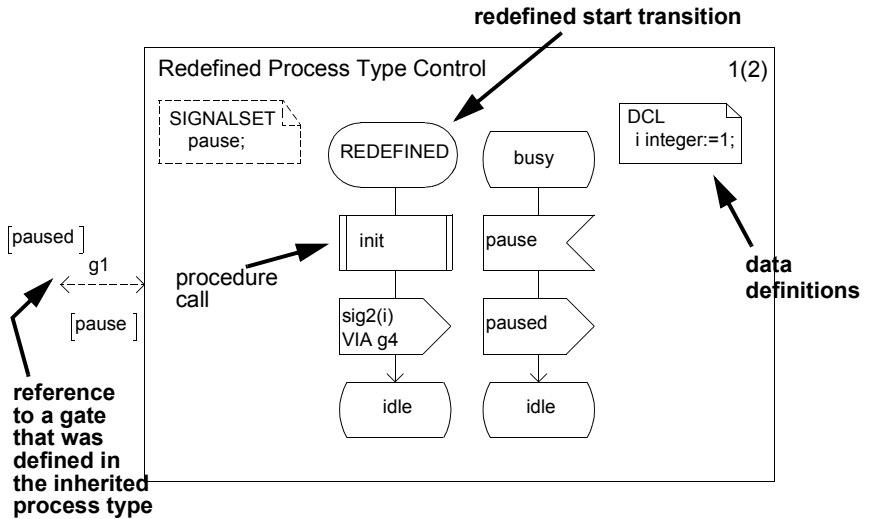 redefined start transition
Redefined Process Type Control
1(2)
SIGNALSET
pause;
DCL
i integer:=1;
REDEFINED
busy
init
pause
[paused ]
g1
procedure
call
data
definitions
sig2(i)
VIA g4
paused
[pause ]
idle
idle
reference
to a gate
that was
defined in
the inherited
process type